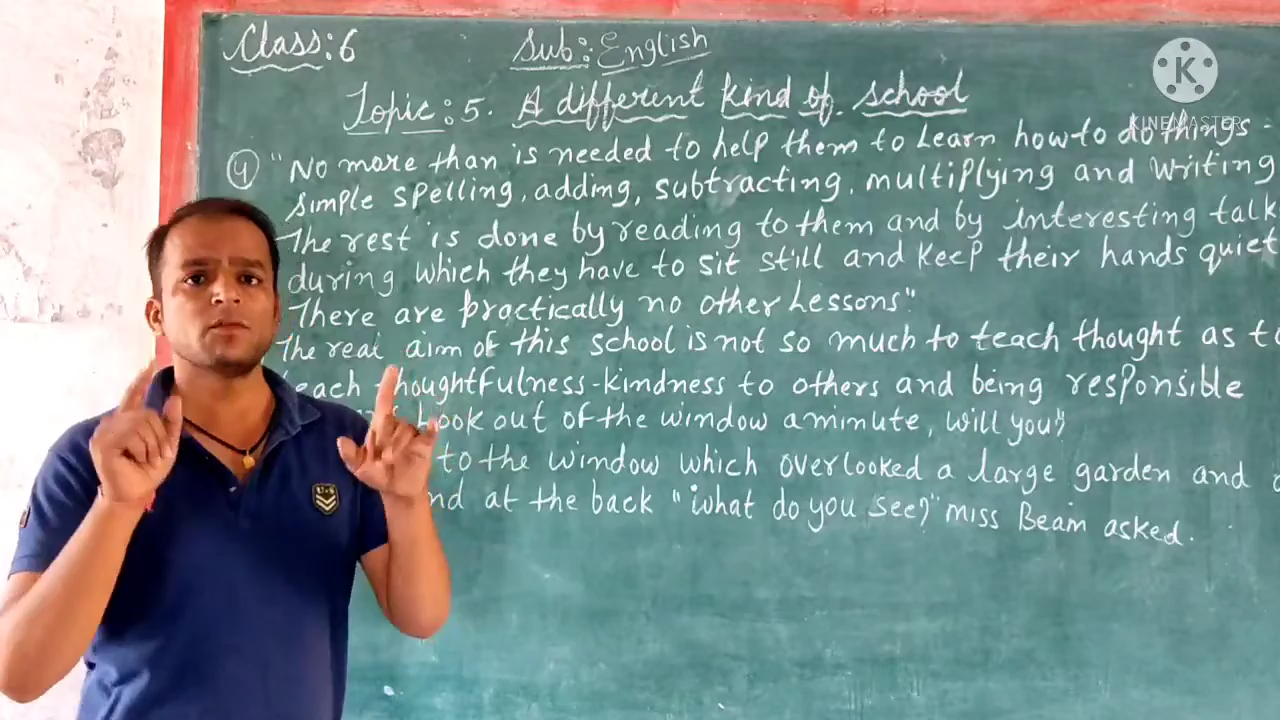 Class:6 Sub:English
KINEMASTER
Topic:5. A different kind of school
4 "No more than is needed to help them to Learn how to do things -
simple spelling, adding, subtracting, multiplying and writing
The rest is done by reading to them and by interesting talk
during which they have to sit still and keep their hands quiet
There are practically no other Lessons"
The real aim of this school is not so much to teach thought as to
teach thoughtfulness-kindness to others and being responsible
Look out of the window a minute, will you?
to the window which overlooked a large garden and
at the back "what do you see?" miss Beam asked.
U.S